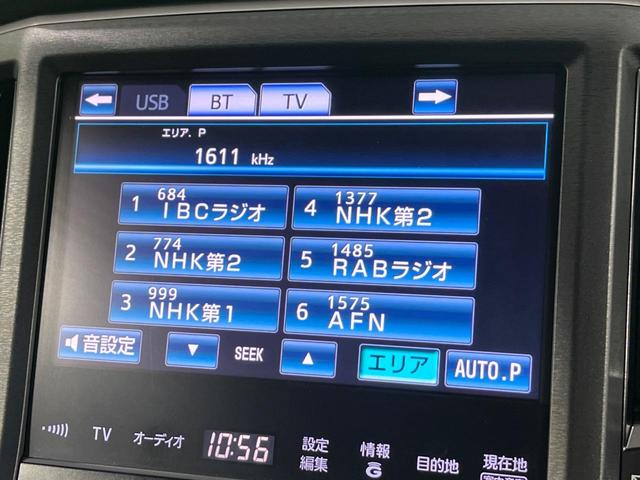 USB BT TV
エリア.P
1611 kHz
1 684 IBCラジオ
4 1377 NHK第2
2 774 NHK第2
5 1485 RABラジオ
3 999 NHK第1
6 1575 AFN
音設定 SEEK エリア AUTO.P
TV オーディオ 10:56 設定編集 情報G 目的地 現在地